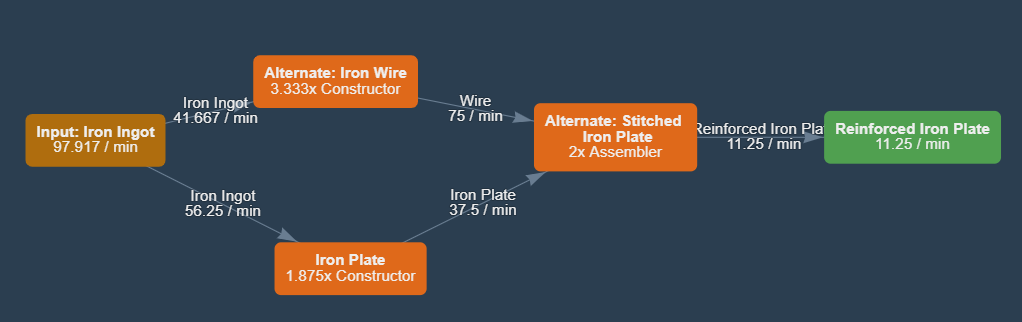 Alternate: Iron Wire
3.333x Constructor
Iron Ingot
41.667 / min
Wire
75 / min
Input: Iron Ingot
97.917 / min
Alternate: Stitched
Iron Plate
2x Assembler
Reinforced Iron Pla
11.25 / min
Reinforced Iron Plate
11.25 / min
Iron Ingot
56.25 / min
Iron Plate
37.5 / min
Iron Plate
1.875x Constructor